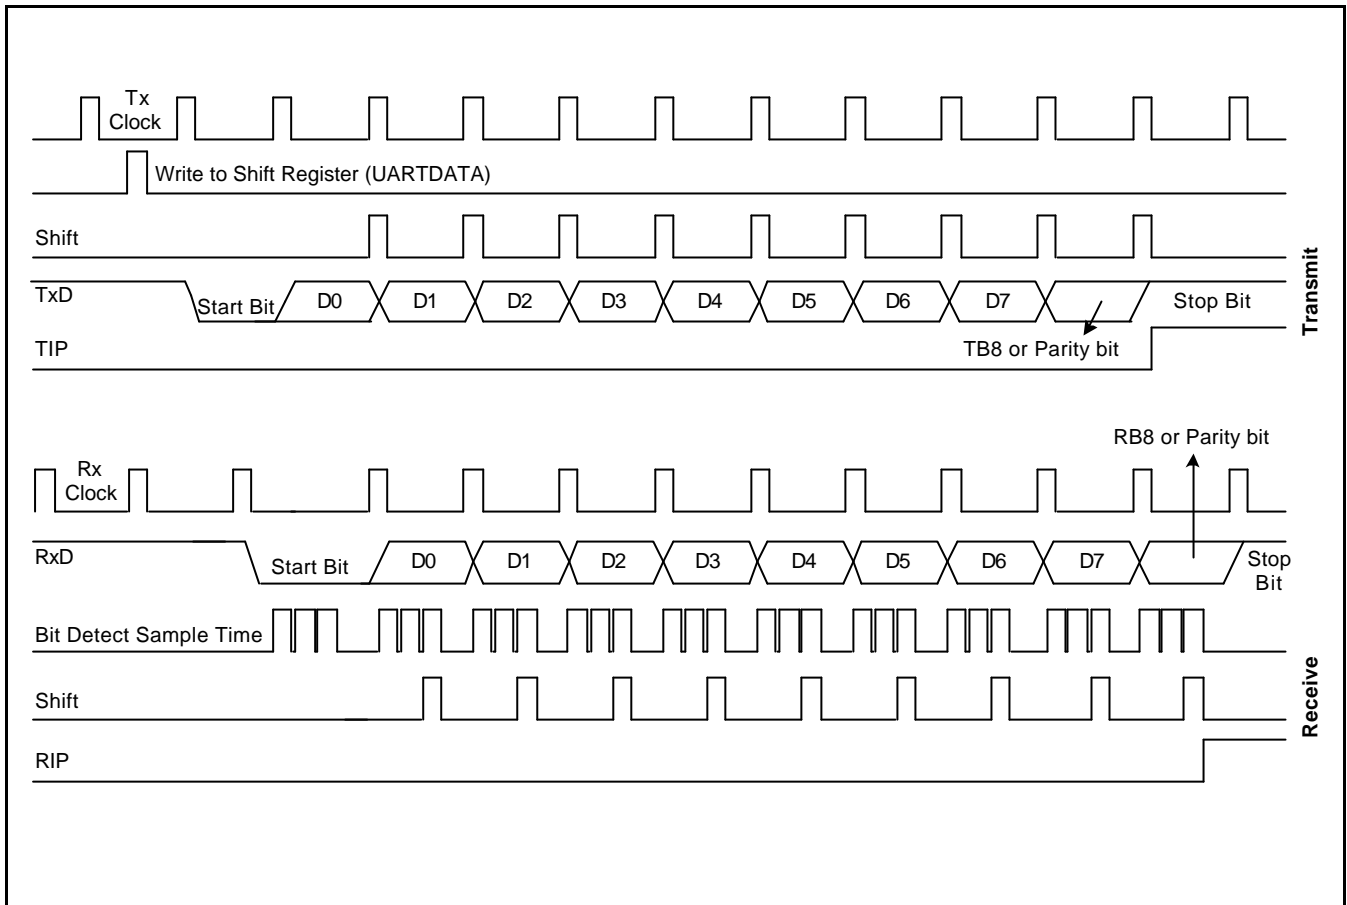 Tx
Clock
Write to Shift Register (UARTDATA)
Shift
TxD
Start Bit
D0
D1
D2
D3
D4
D5
D6
D7
Stop Bit
TIP
TB8 or Parity bit
Transmit
RB8 or Parity bit
Rx
Clock
RxD
Start Bit
D0
D1
D2
D3
D4
D5
D6
D7
Stop
Bit
Bit Detect Sample Time
Shift
RIP
Receive